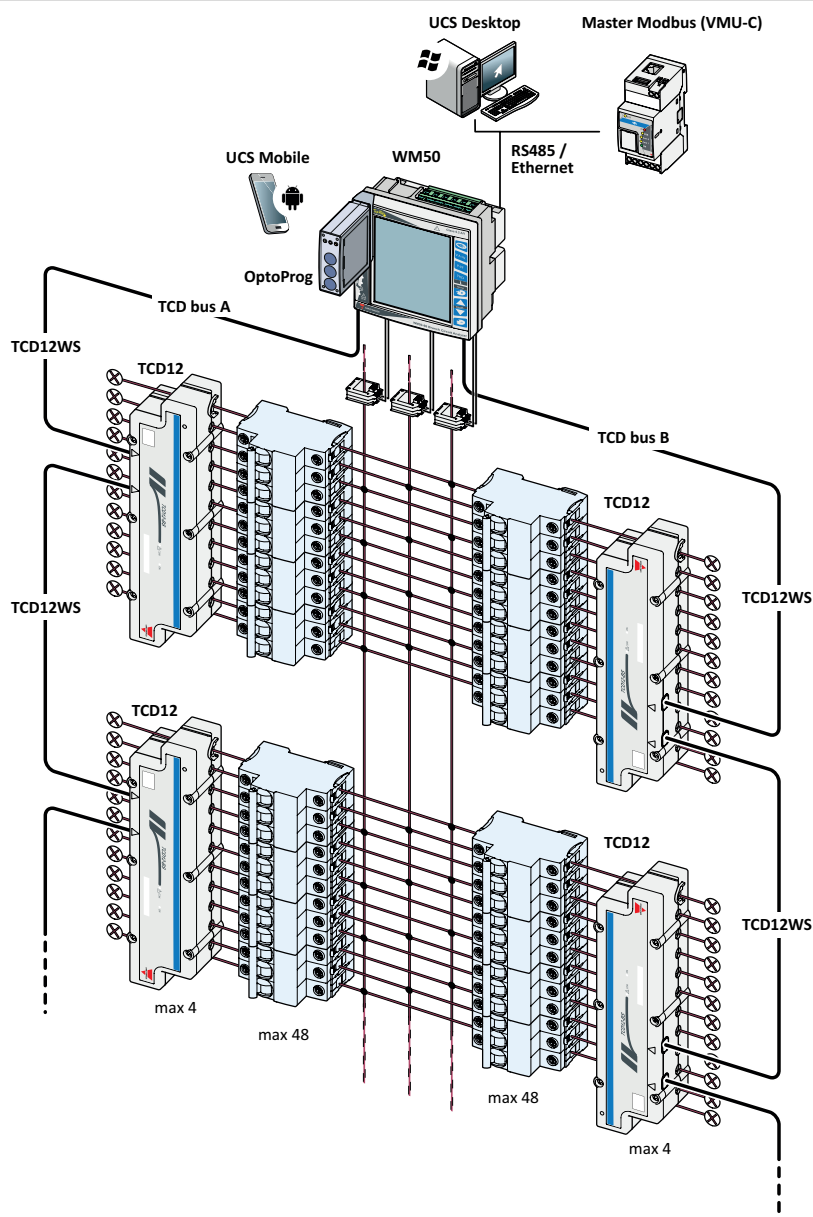 UCS Desktop
Master Modbus (VMU-C)
UCS Mobile
WM50
RS485 /
Ethernet
OptoProg
TCD bus A
TCD12WS
TCD12
TCD bus B
TCD12
TCD12WS
TCD12WS
TCD12
TCD12
TCD12WS
max 4
max 48
max 48
max 4